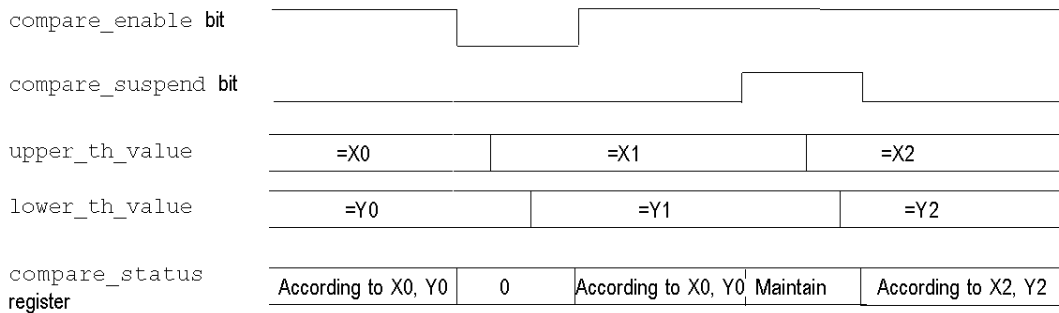 compare_enable bit
compare_suspend bit
upper_th_value =X0 =X1 =X2
lower_th_value =Y0 =Y1 =Y2
compare_status
register
According to X0, Y0 0 According to X0, Y0 Maintain According to X2, Y2